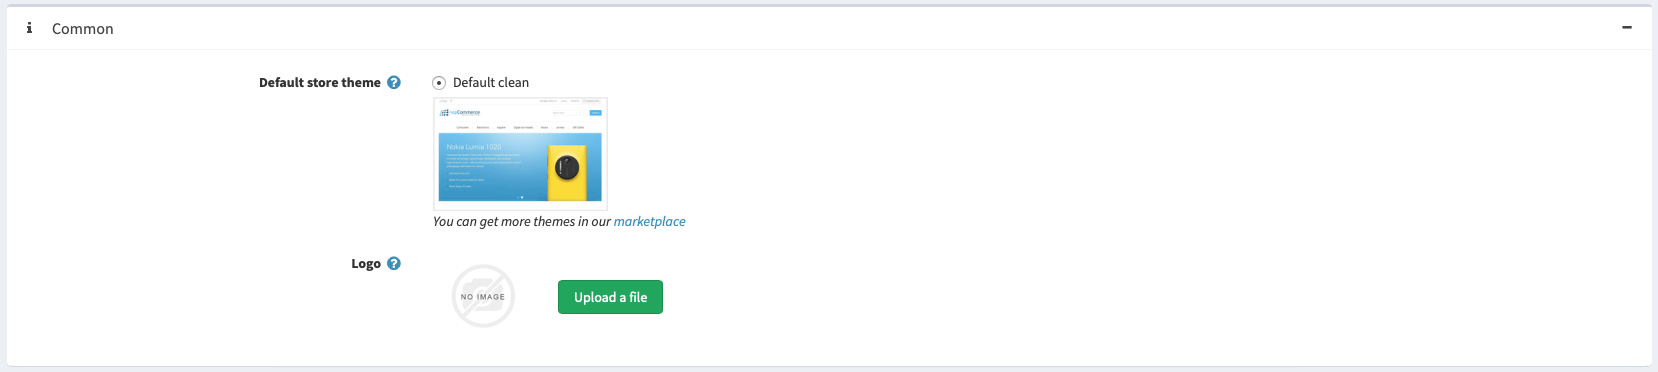 Common
Default store theme
Default clean
nopCommerce
Nokia Lumia 1020
You can get more themes in our marketplace
Logo
NO IMAGE
Upload a file